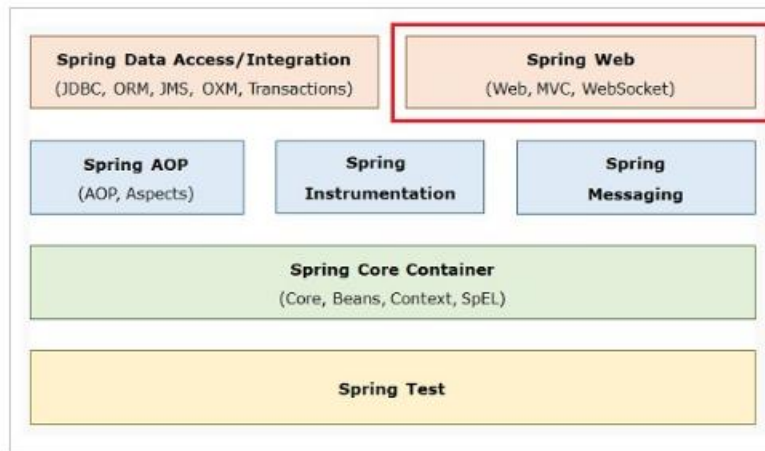 Spring Data Access/Integration
(JDBC, ORM, JMS, OXM, Transactions)
Spring Web
(Web, MVC, WebSocket)
Spring AOP
(AOP, Aspects)
Spring
Instrumentation
Spring
Messaging
Spring Core Container
(Core, Beans, Context, SpEL)
Spring Test